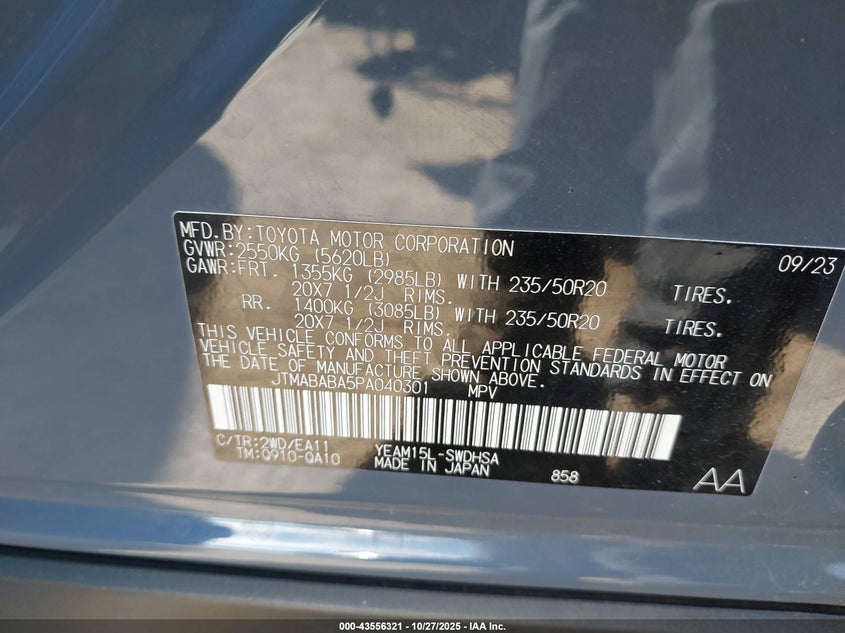 MFD.BY:TOYOTA MOTOR CORPORATION 09/23
GVWR:2550KG (5620LB)
GAWR:FRT. 1355KG (2985LB) WITH 235/50R20 TIRES.
20X7 1/2J RIMS.
RR. 1400KG (3085LB) WITH 235/50R20 TIRES.
20X7 1/2J RIMS.
THIS VEHICLE CONFORMS TO ALL APPLICABLE FEDERAL MOTOR
VEHICLE SAFETY AND THEFT PREVENTION STANDARDS IN EFFECT ON
THE DATE OF MANUFACTURE SHOWN ABOVE.
JTMABABA5PA040301 MPV
C/TR:2WD/EA11 YEAM15L-SWDHSA
TM:Q910-QA10 MADE IN JAPAN 858 AA
000-43556321 | 10/27/2025 - IAA Inc.